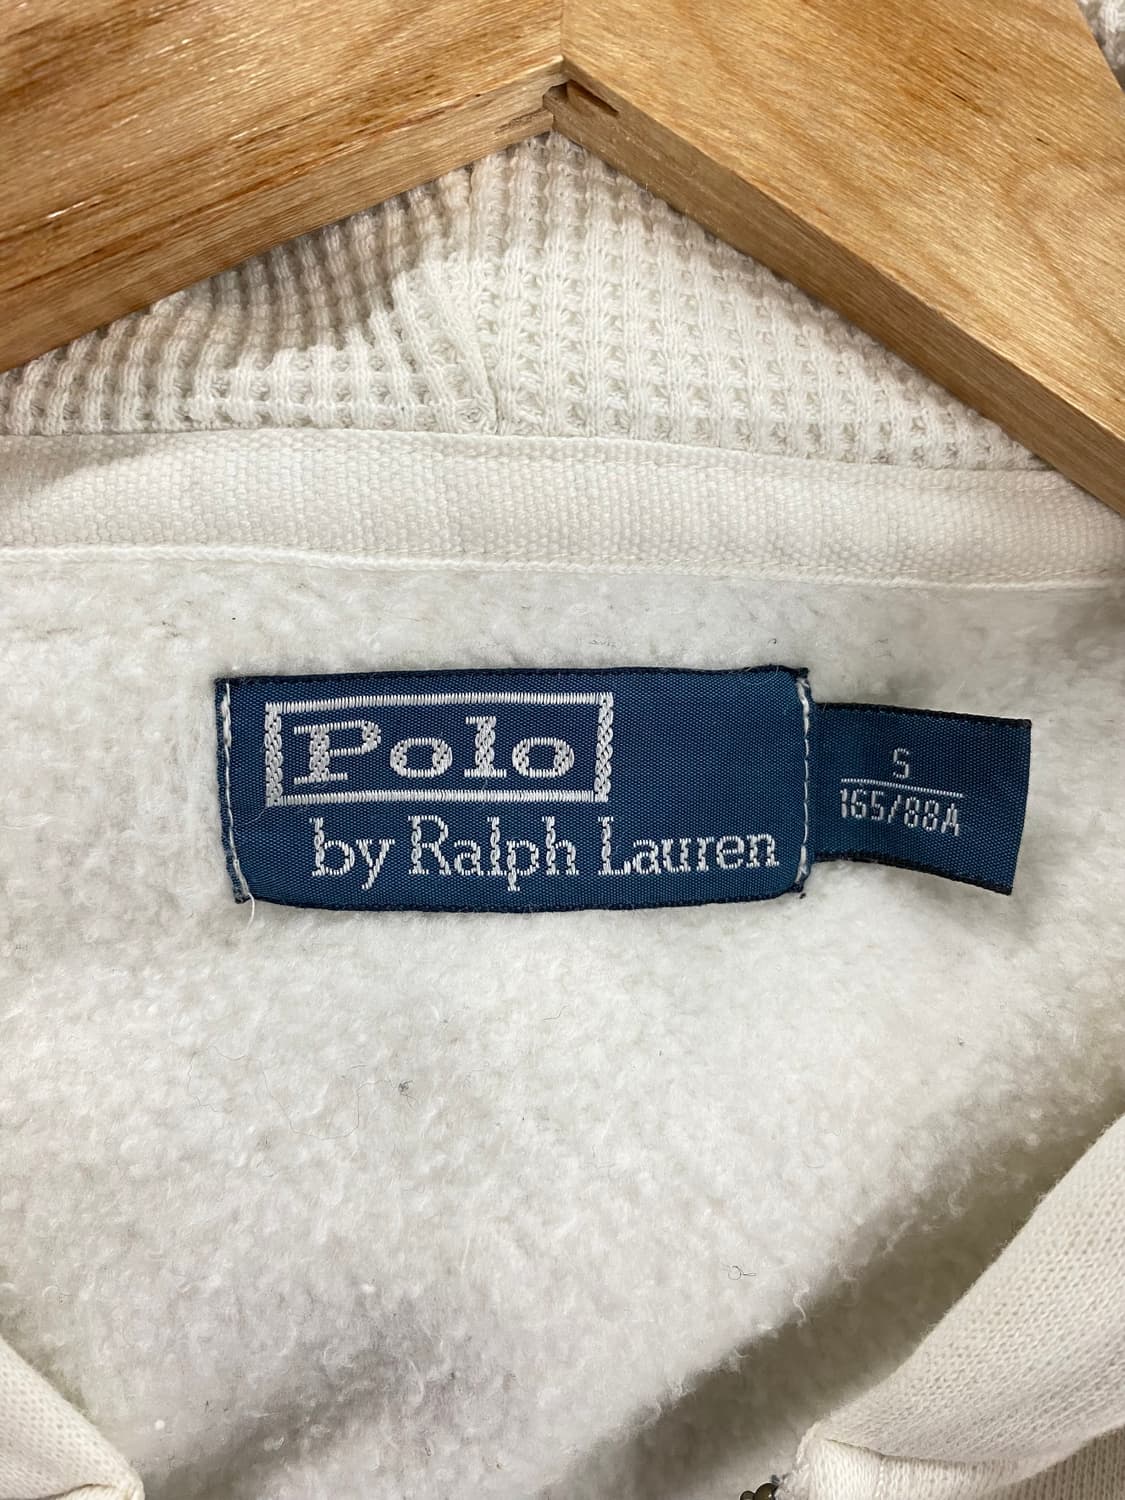 Polo
by Ralph Lauren
S
165/88A